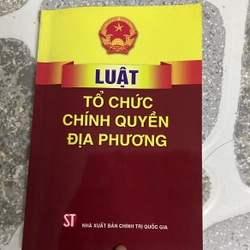 LUẬT
TỔ CHỨC
CHÍNH QUYỀN
ĐỊA PHƯƠNG
ST NHÀ XUẤT BẢN CHÍNH TRỊ QUỐC GIA